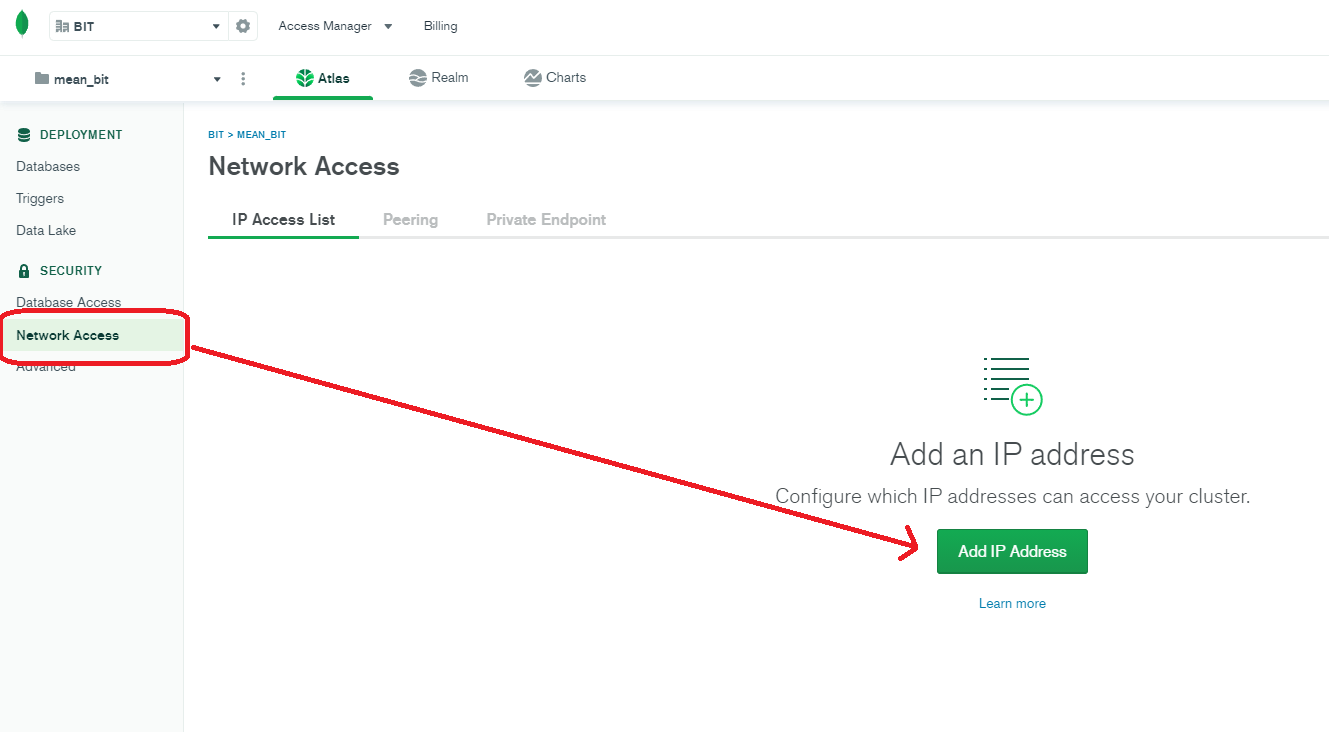 BIT
Access Manager
Billing
mean_bit
Atlas
Realm
Charts
DEPLOYMENT
Databases
Triggers
Data Lake
SECURITY
Database Access
Network Access
Advanced
BIT > MEAN_BIT
Network Access
IP Access List
Peering
Private Endpoint
Add an IP address
Configure which IP addresses can access your cluster.
Add IP Address
Learn more